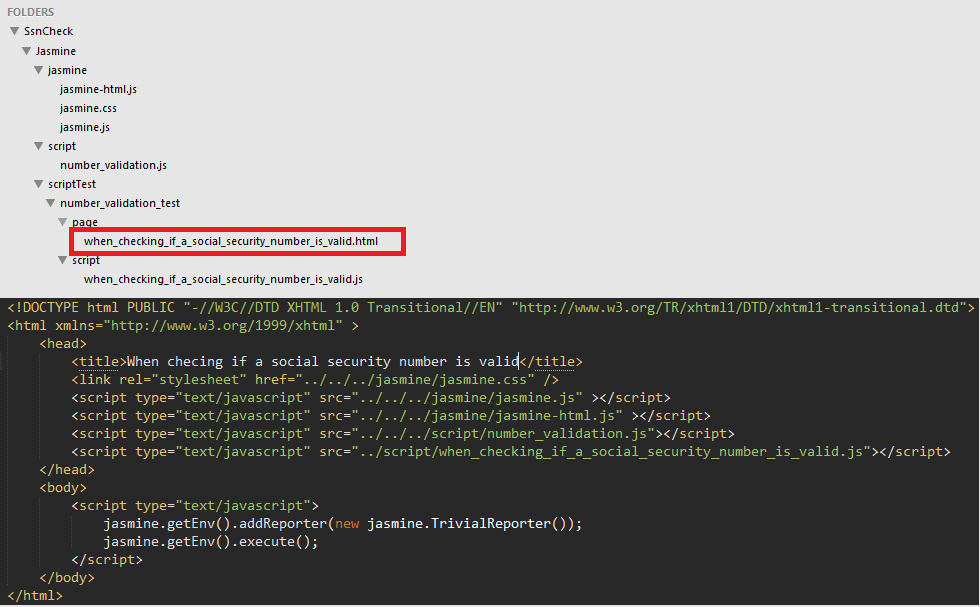 FOLDERS
SsnCheck
Jasmine
jasmine
jasmine-html.js
jasmine.css
jasmine.js
script
number_validation.js
scriptTest
number_validation_test
page
when_checking_if_a_social_security_number_is_valid.html
script
when_checking_if_a_social_security_number_is_valid.js
<!DOCTYPE html PUBLIC "-//W3C//DTD XHTML 1.0 Transitional//EN" "http://www.w3.org/TR/xhtml1/DTD/xhtml1-transitional.dtd">
<html xmlns="http://www.w3.org/1999/xhtml" >
<head>
<title>When checing if a social security number is valid</title>
<link rel="stylesheet" href="../../../jasmine/jasmine.css" />
<script type="text/javascript" src="../../../jasmine/jasmine.js" ></script>
<script type="text/javascript" src="../../../jasmine/jasmine-html.js" ></script>
<script type="text/javascript" src="../../../script/number_validation.js"></script>
<script type="text/javascript" src="../script/when_checking_if_a_social_security_number_is_valid.js"></script>
</head>
<body>
<script type="text/javascript">
jasmine.getEnv().addReporter(new jasmine.TrivialReporter());
jasmine.getEnv().execute();
</script>
</body>
</html>